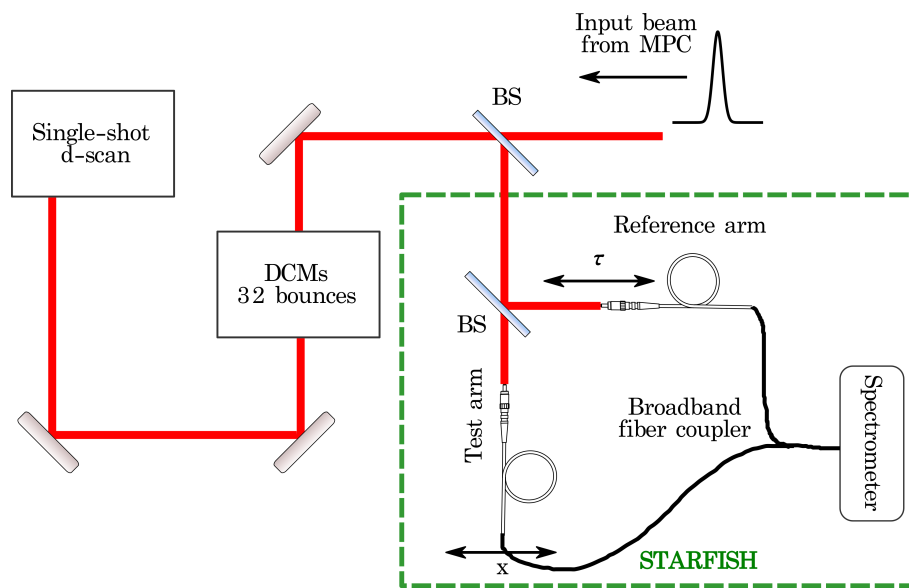 Input beam
from MPC
BS
Single-shot
d-scan
Reference arm
τ
DCMs
32 bounces
BS
Test arm
Broadband
fiber coupler
Spectrometer
x
STARFISH